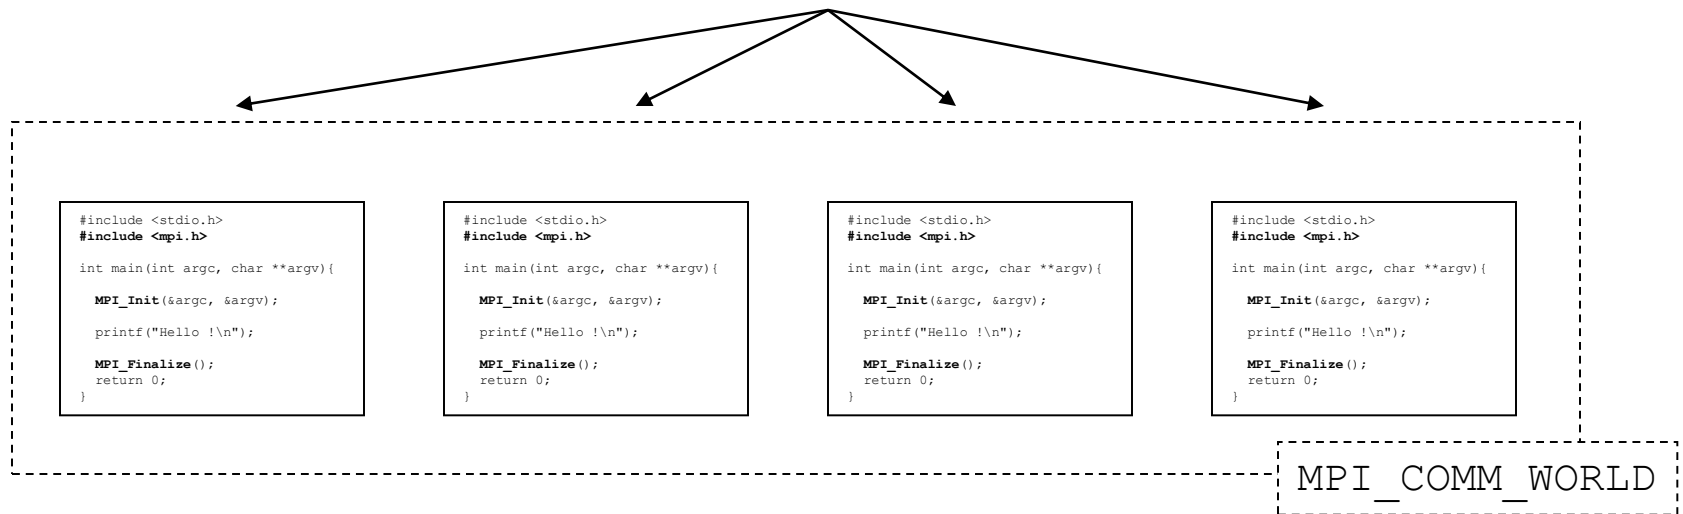 #include <stdio.h>
#include <mpi.h>
int main(int argc, char **argv){
MPI_Init(&argc, &argv);
printf("Hello !\n");
MPI_Finalize();
return 0;
}
#include <stdio.h>
#include <mpi.h>
int main(int argc, char **argv){
MPI_Init(&argc, &argv);
printf("Hello !\n");
MPI_Finalize();
return 0;
}
#include <stdio.h>
#include <mpi.h>
int main(int argc, char **argv){
MPI_Init(&argc, &argv);
printf("Hello !\n");
MPI_Finalize();
return 0;
}
#include <stdio.h>
#include <mpi.h>
int main(int argc, char **argv){
MPI_Init(&argc, &argv);
printf("Hello !\n");
MPI_Finalize();
return 0;
}
MPI_COMM_WORLD